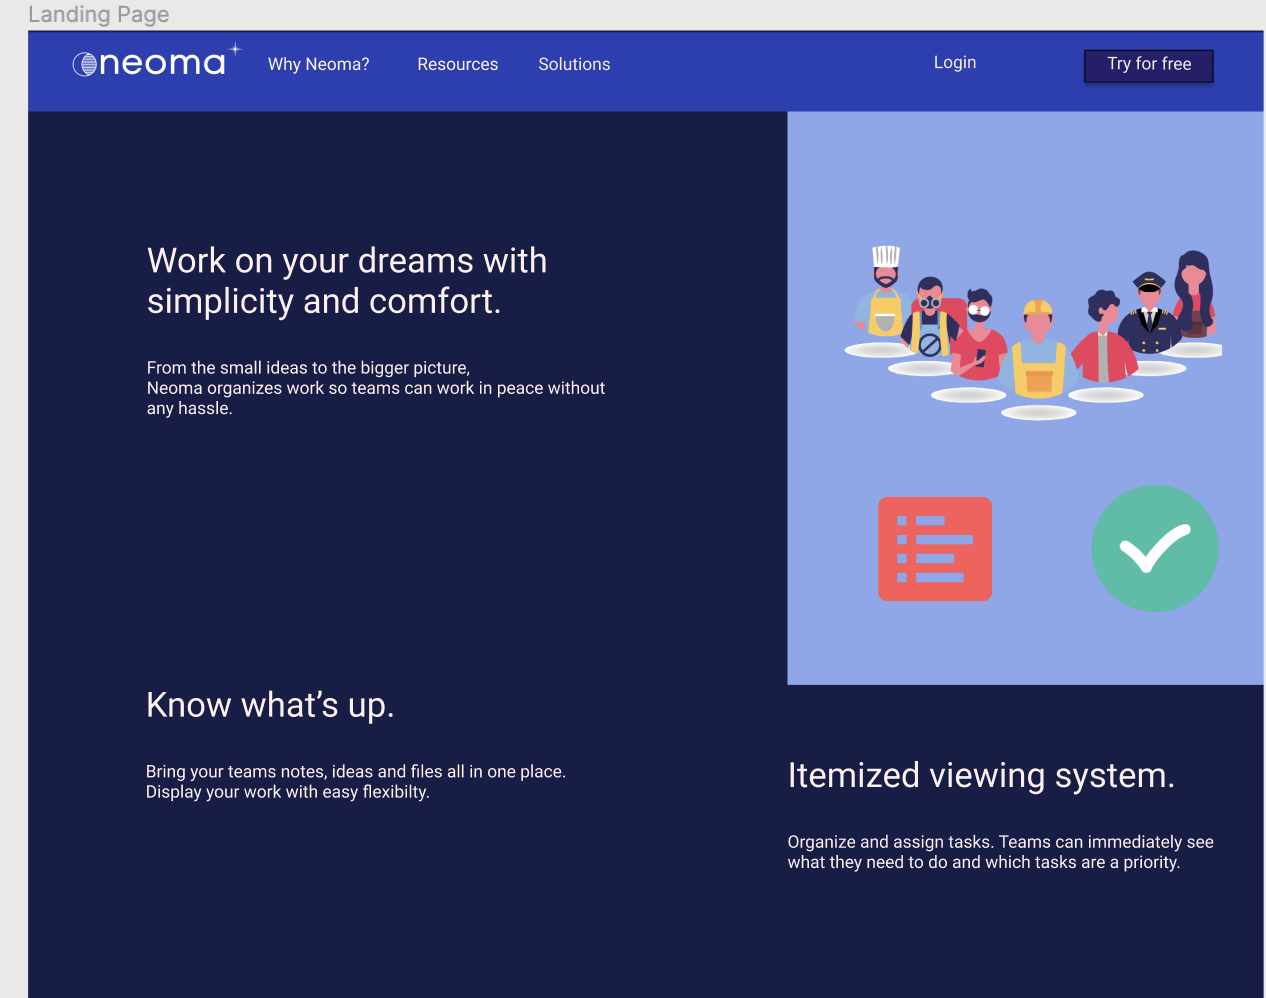 Landing Page
neoma
Why Neoma?
Resources
Solutions
Login
Try for free
Work on your dreams with
simplicity and comfort.
From the small ideas to the bigger picture,
Neoma organizes work so teams can work in peace without
any hassle.
Know what’s up.
Bring your teams notes, ideas and files all in one place.
Display your work with easy flexibilty.
Itemized viewing system.
Organize and assign tasks. Teams can immediately see
what they need to do and which tasks are a priority.